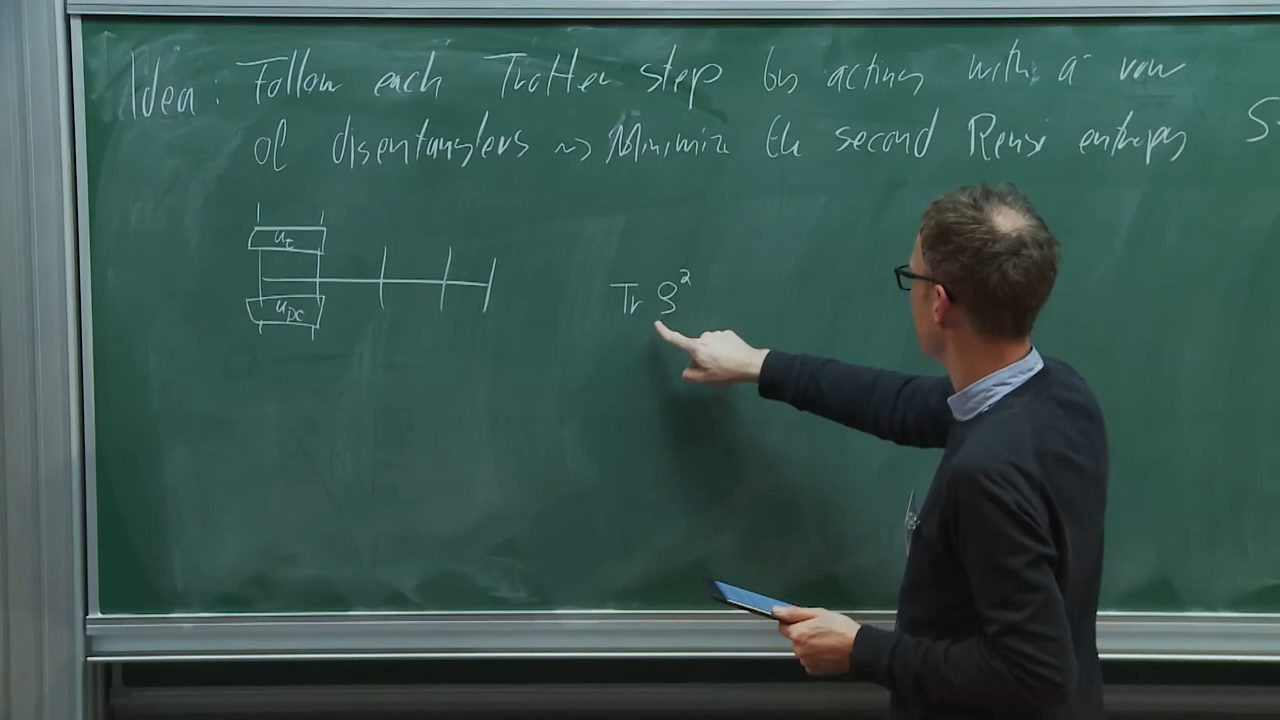 Idea: Follow each Trotter step by acting with a row
of disentanglers ⇝ Minimize the second Renyi entropy S
u_t
u_DC
Tr ρ²